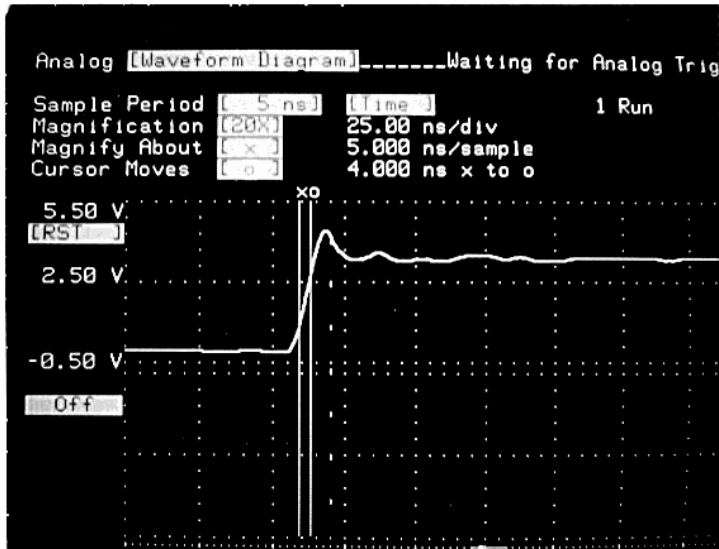 Analog [Waveform Diagram]_______Waiting for Analog Trig
Sample Period [ 5 ns] [Time ] 1 Run
Magnification [20X] 25.00 ns/div
Magnify About [ x ] 5.000 ns/sample
Cursor Moves [ o ] 4.000 ns x to o
xo
5.50 V
[RST ]
2.50 V
-0.50 V
Off